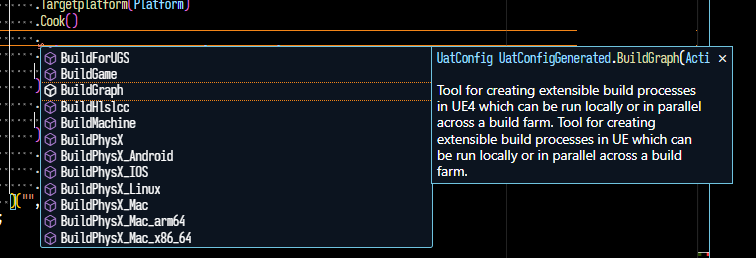 .Targetplatform(Platform)
.Cook()
.
BuildForUGS
BuildGame
BuildGraph
BuildHlslcc
BuildMachine
BuildPhysX
BuildPhysX_Android
BuildPhysX_IOS
BuildPhysX_Linux
BuildPhysX_Mac
BuildPhysX_Mac_arm64
BuildPhysX_Mac_x86_64
)("",
;
UatConfig UatConfigGenerated.BuildGraph(Acti
Tool for creating extensible build processes
in UE4 which can be run locally or in parallel
across a build farm. Tool for creating
extensible build processes in UE which can
be run locally or in parallel across a build
farm.